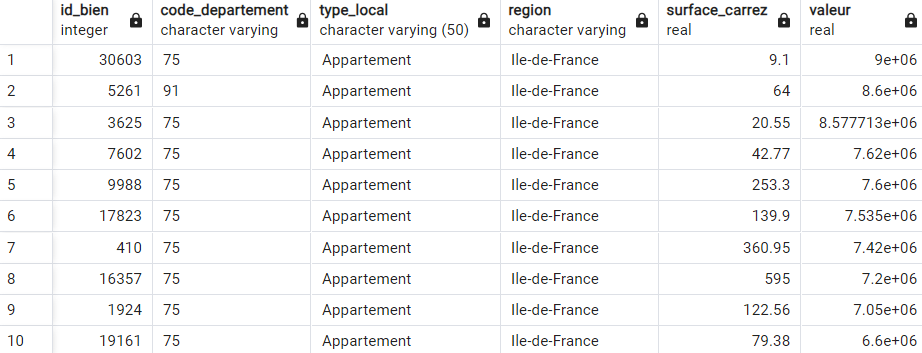 id_bien code_departement type_local region surface_carrez valeur
integer character varying character varying (50) character varying real real
1 30603 75 Appartement Ile-de-France 9.1 9e+06
2 5261 91 Appartement Ile-de-France 64 8.6e+06
3 3625 75 Appartement Ile-de-France 20.55 8.577713e+06
4 7602 75 Appartement Ile-de-France 42.77 7.62e+06
5 9988 75 Appartement Ile-de-France 253.3 7.6e+06
6 17823 75 Appartement Ile-de-France 139.9 7.535e+06
7 410 75 Appartement Ile-de-France 360.95 7.42e+06
8 16357 75 Appartement Ile-de-France 595 7.2e+06
9 1924 75 Appartement Ile-de-France 122.56 7.05e+06
10 19161 75 Appartement Ile-de-France 79.38 6.6e+06